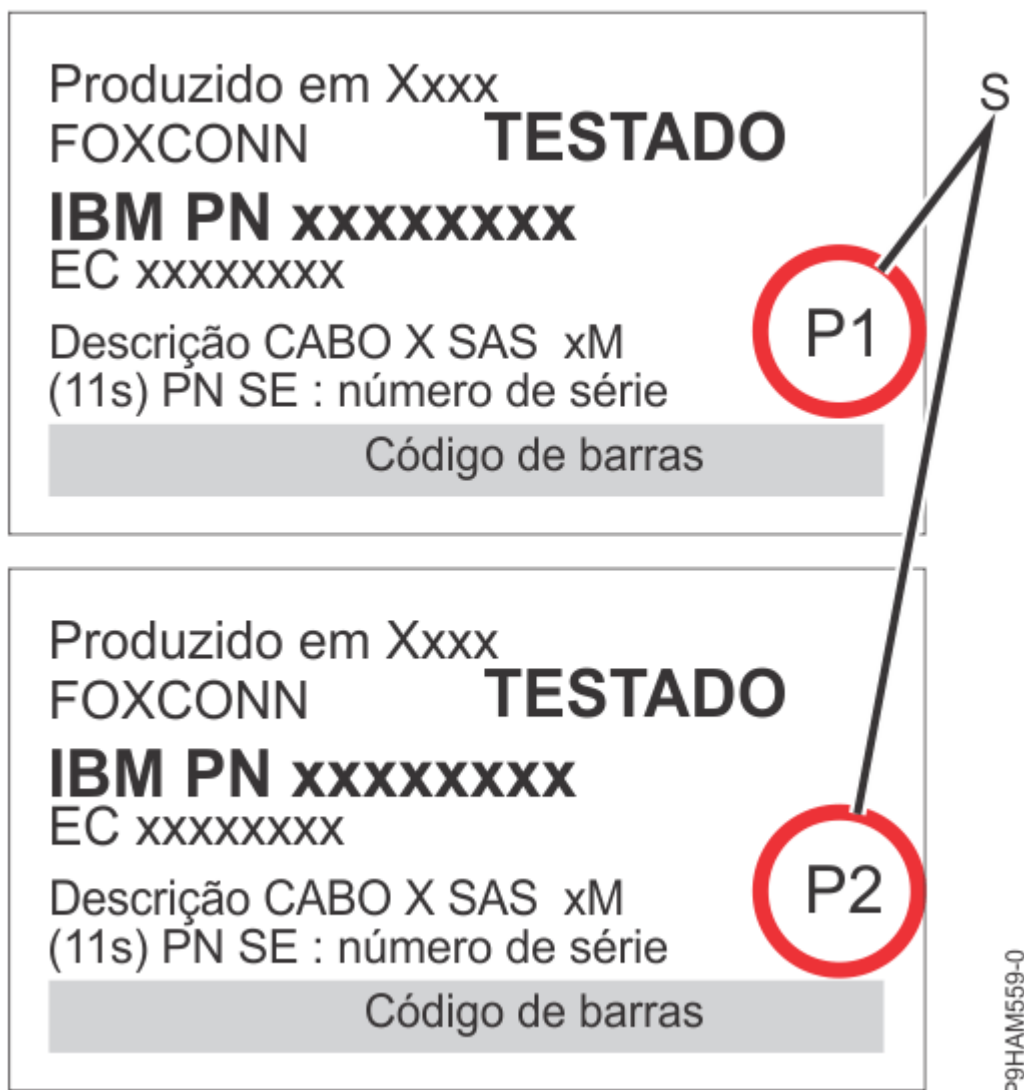 S
Produzido em Xxxx
FOXCONN TESTADO
IBM PN xxxxxxxx
EC xxxxxxxx
P1
Descrição CABO X SAS xM
(11s) PN SE : número de série
Código de barras
Produzido em Xxxx
FOXCONN TESTADO
IBM PN xxxxxxxx
EC xxxxxxxx
P2
Descrição CABO X SAS xM
(11s) PN SE : número de série
Código de barras
P9HAM559-0